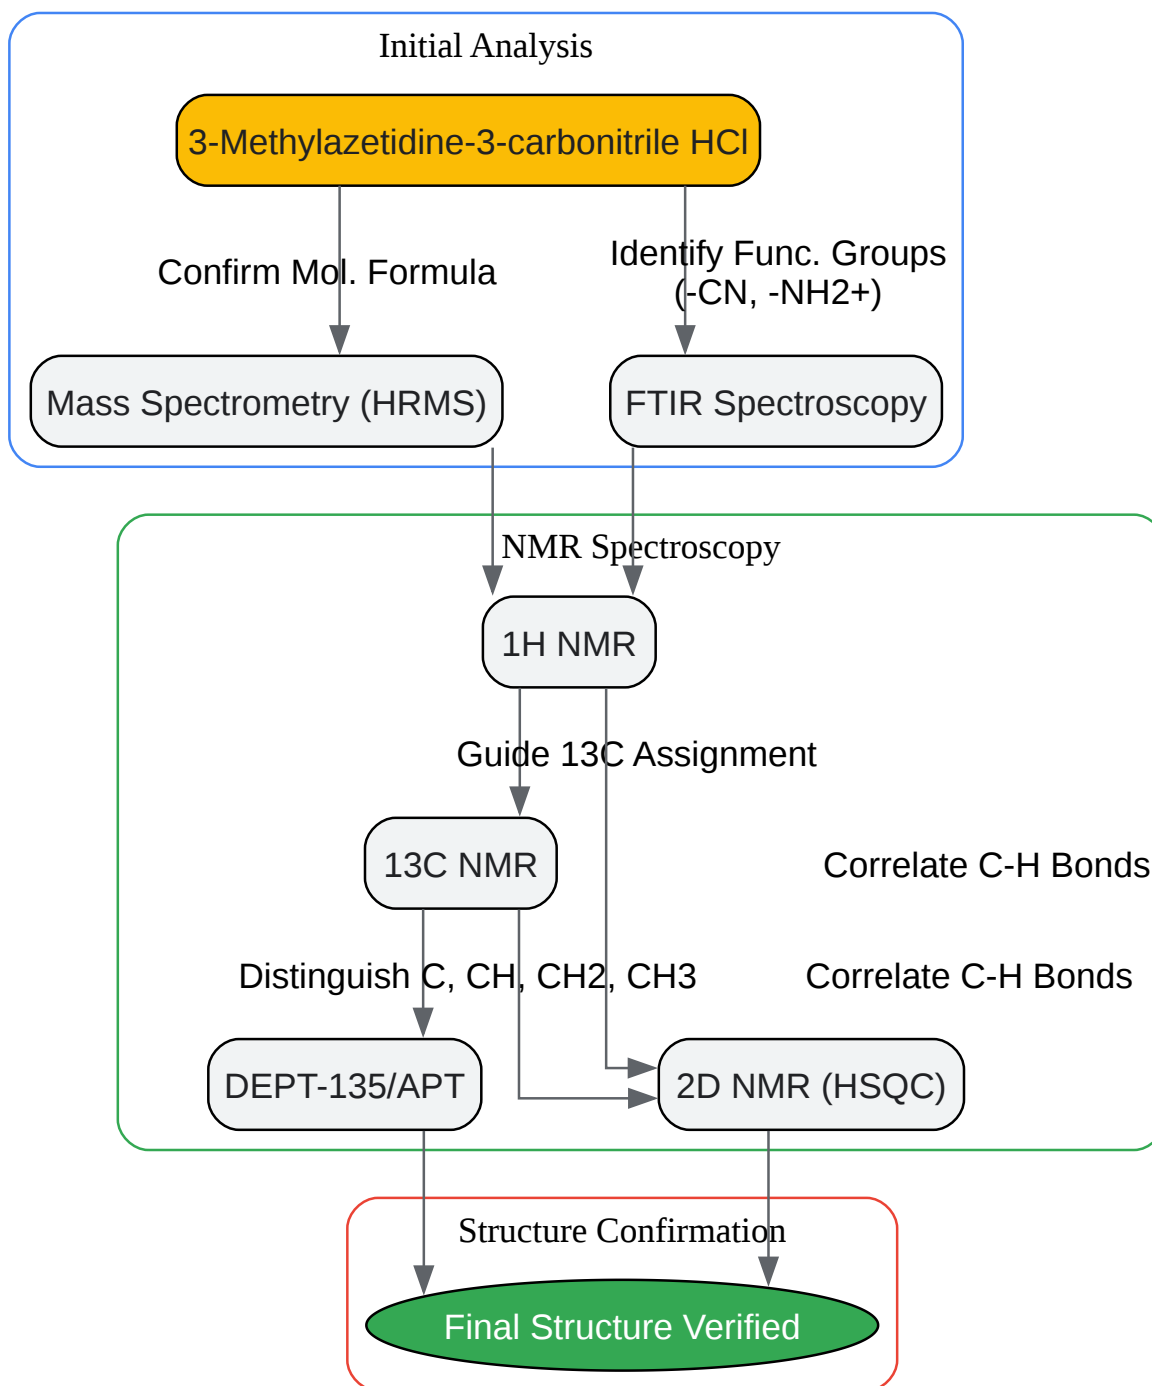 Initial Analysis
3-Methylazetidine-3-carbonitrile HCl
Confirm Mol. Formula
Identify Func. Groups
(-CN, -NH2+)
Mass Spectrometry (HRMS)
FTIR Spectroscopy
NMR Spectroscopy
1H NMR
Guide 13C Assignment
13C NMR
Correlate C-H Bonds
Distinguish C, CH, CH2, CH3
Correlate C-H Bonds
DEPT-135/APT
2D NMR (HSQC)
Structure Confirmation
Final Structure Verified